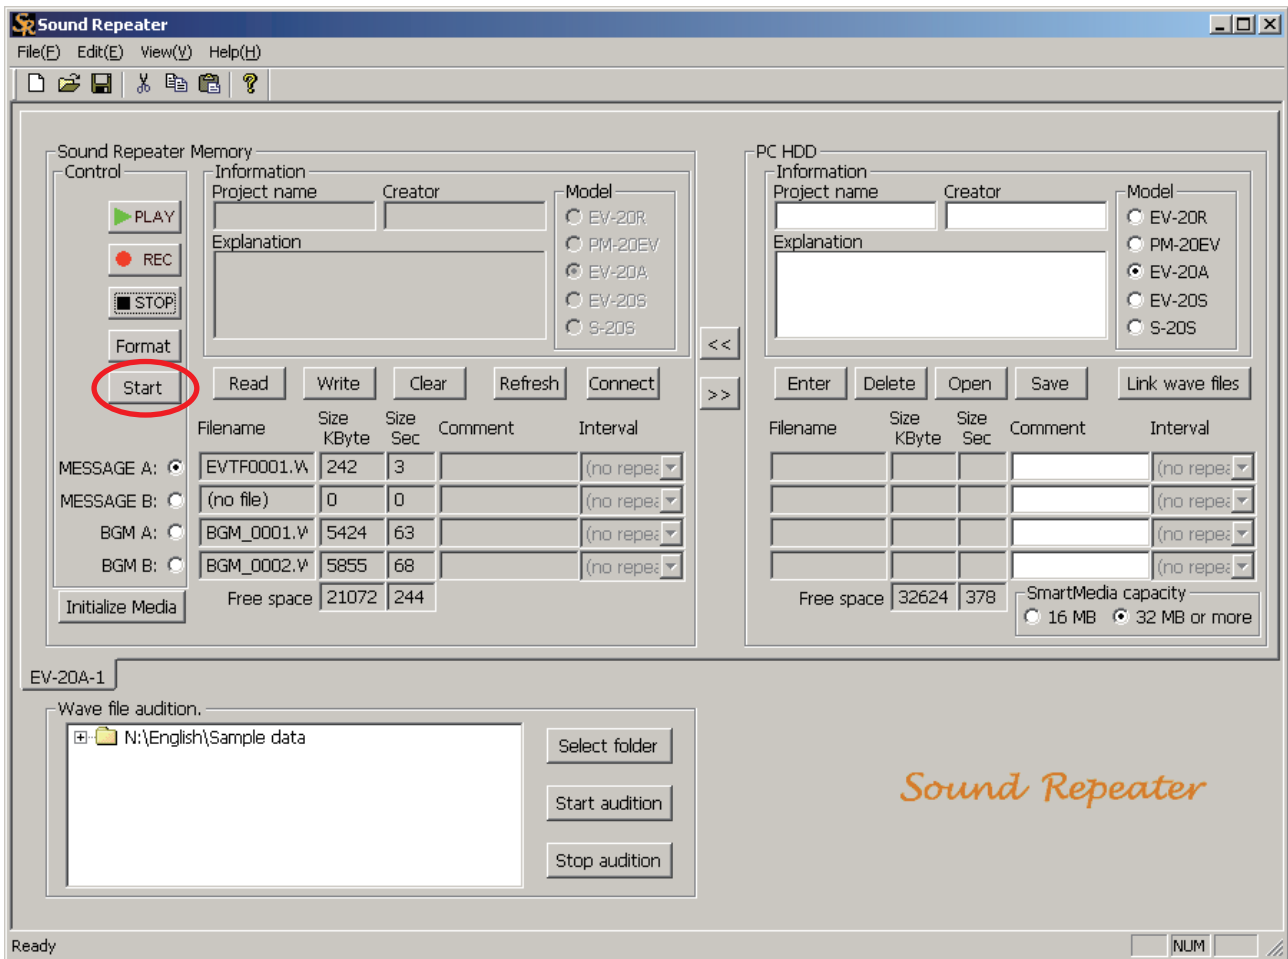 Sound Repeater
File(F) Edit(E) View(V) Help(H)
Sound Repeater Memory
Control
PLAY
REC
STOP
Format
Start
Information
Project name Creator
Explanation
Model
EV-20R
PM-20EV
EV-20A
EV-20S
S-20S
Read Write Clear Refresh Connect
Filename Size KByte Size Sec Comment Interval
MESSAGE A: EVTF0001.W 242 3 (no repea
MESSAGE B: (no file) 0 0 (no repea
BGM A: BGM_0001.W 5424 63 (no repea
BGM B: BGM_0002.W 5855 68 (no repea
Initialize Media
Free space 21072 244
<<
>>
PC HDD
Information
Project name Creator
Explanation
Model
EV-20R
PM-20EV
EV-20A
EV-20S
S-20S
Enter Delete Open Save Link wave files
Filename Size KByte Size Sec Comment Interval
(no repea
(no repea
(no repea
(no repea
Free space 32624 378
SmartMedia capacity
16 MB 32 MB or more
EV-20A-1
Wave file audition.
N:\English\Sample data
Select folder
Start audition
Stop audition
Sound Repeater
Ready NUM